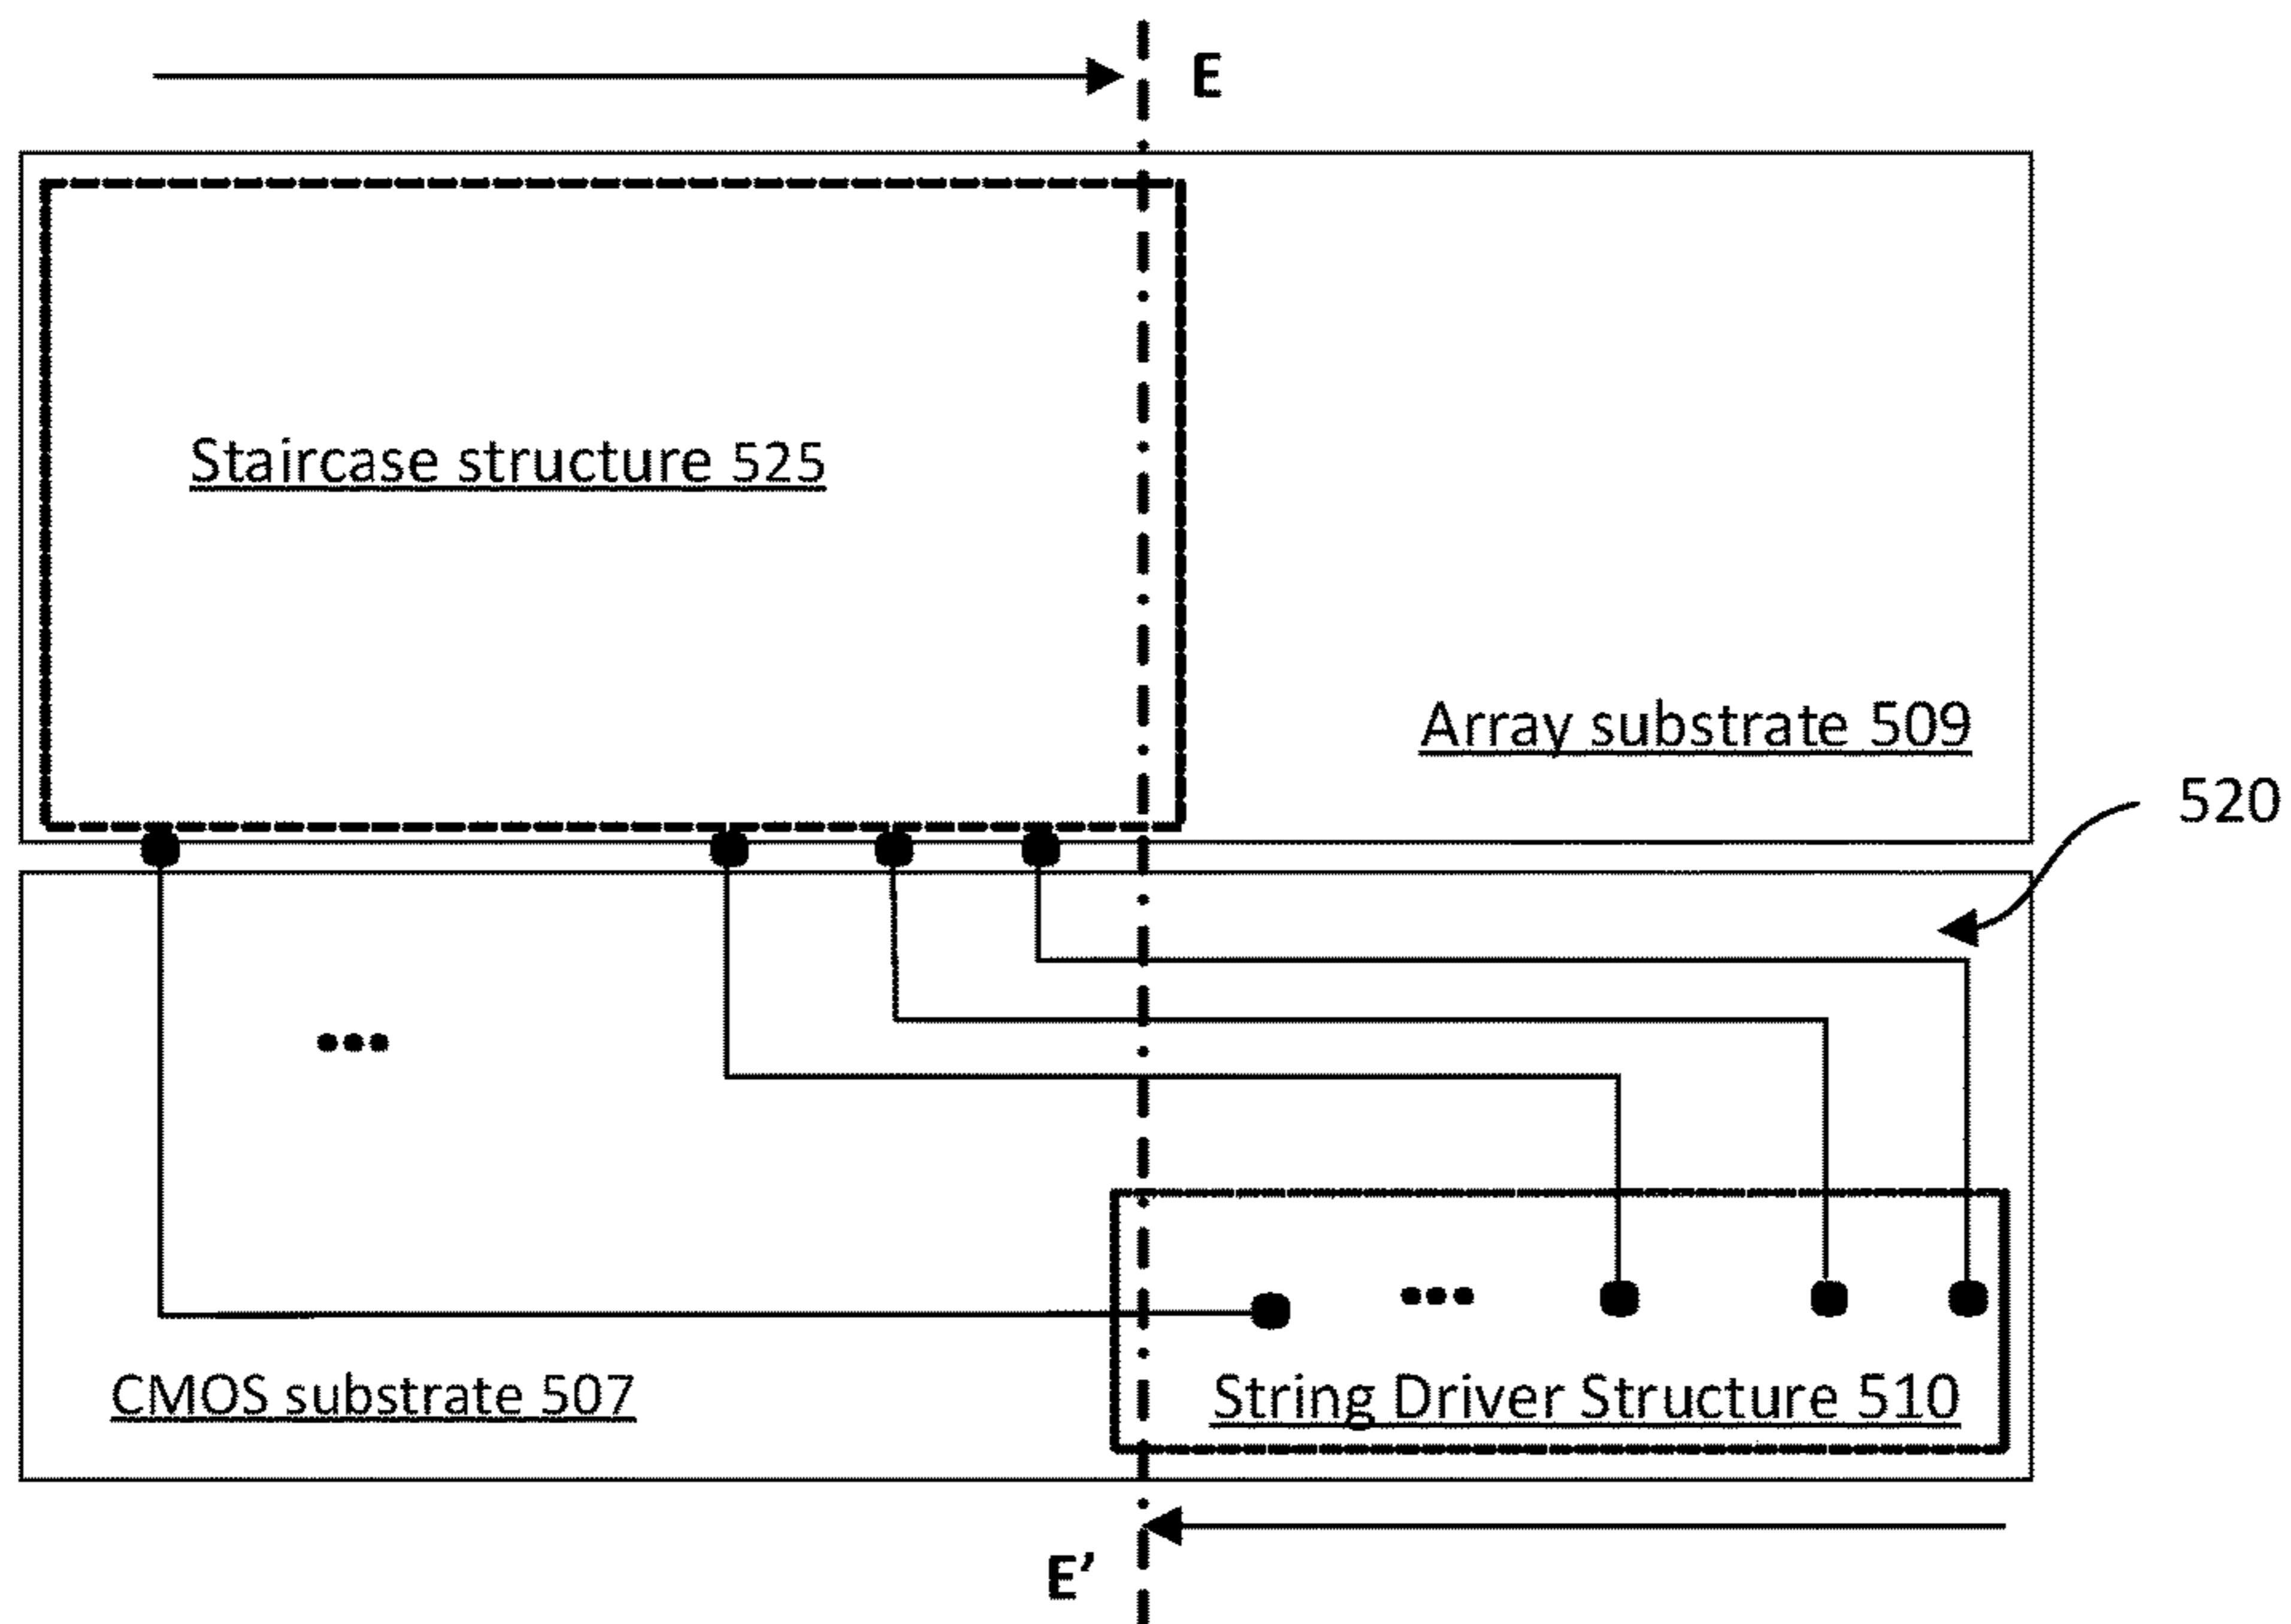 E
Staircase structure 525
Array substrate 509
520
•••
•••
CMOS substrate 507
String Driver Structure 510
E’